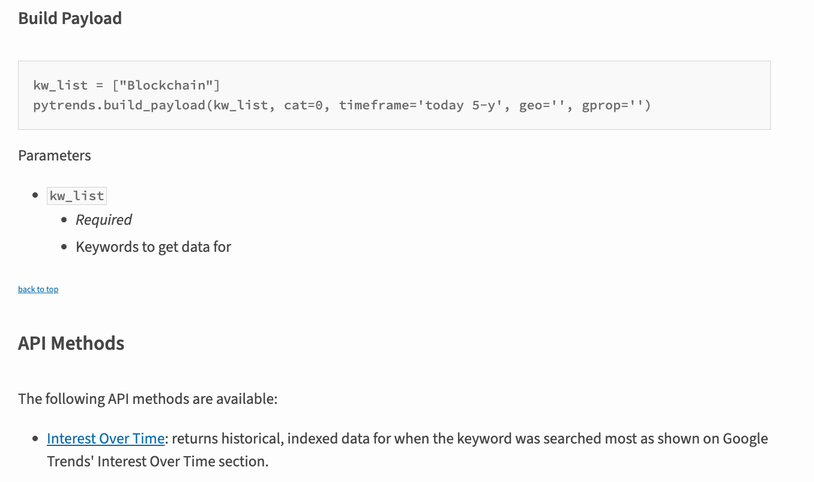 Build Payload
kw_list = ["Blockchain"]
pytrends.build_payload(kw_list, cat=0, timeframe='today 5-y', geo='', gprop='')
Parameters
kw_list
Required
Keywords to get data for
back to top
API Methods
The following API methods are available:
Interest Over Time: returns historical, indexed data for when the keyword was searched most as shown on Google
Trends' Interest Over Time section.